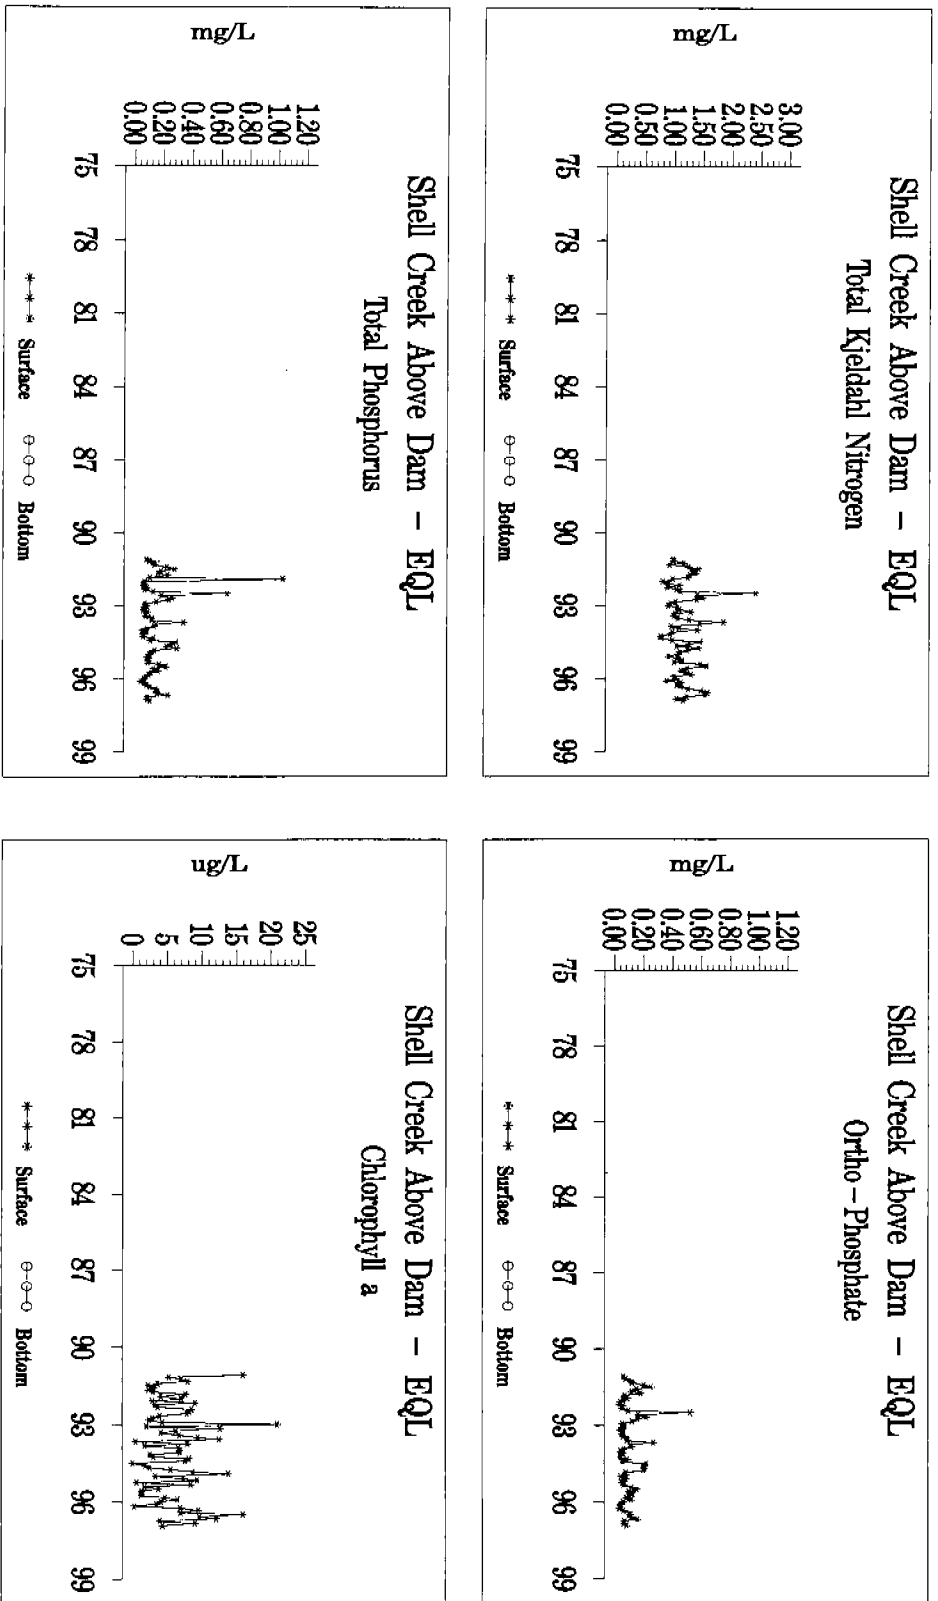 Shell Creek Above Dam - EQL
Total Kjeldahl Nitrogen
mg/L
3.00
2.50
2.00
1.50
1.00
0.50
0.00
75 78 81 84 87 90 93 96 99
Surface Bottom
Shell Creek Above Dam - EQL
Ortho-Phosphate
mg/L
1.20
1.00
0.80
0.60
0.40
0.20
0.00
75 78 81 84 87 90 93 96 99
Surface Bottom
Shell Creek Above Dam - EQL
Total Phosphorus
mg/L
1.20
1.00
0.80
0.60
0.40
0.20
0.00
75 78 81 84 87 90 93 96 99
Surface Bottom
Shell Creek Above Dam - EQL
Chlorophyll a
ug/L
25
20
15
10
5
0
75 78 81 84 87 90 93 96 99
Surface Bottom